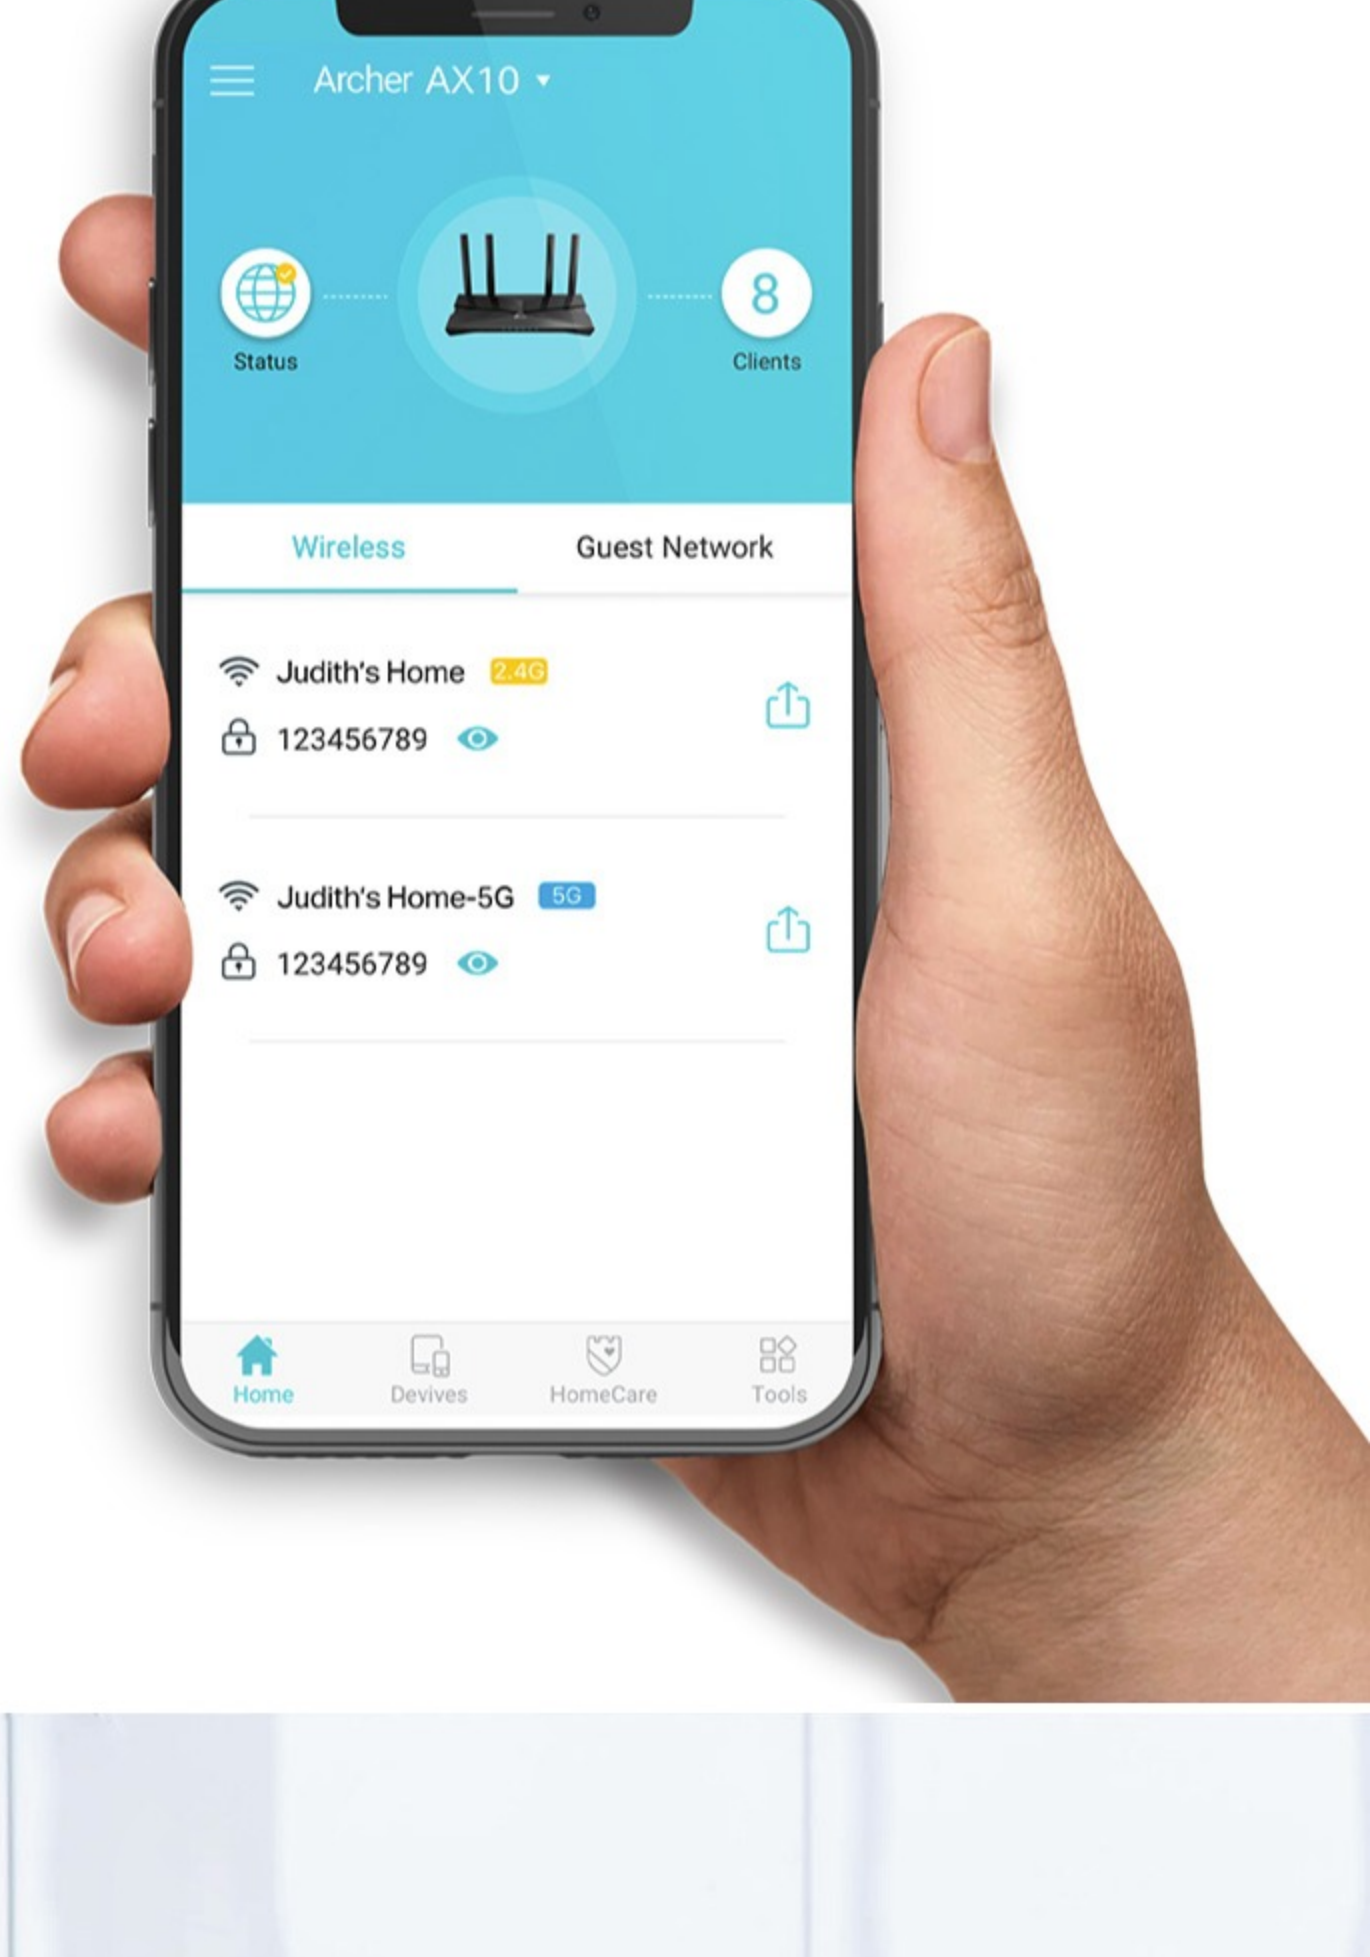 Archer AX10
Status
8
Clients
Wireless
Guest Network
Judith's Home 2.4G
123456789
Judith's Home-5G 5G
123456789
Home
Devives
HomeCare
Tools